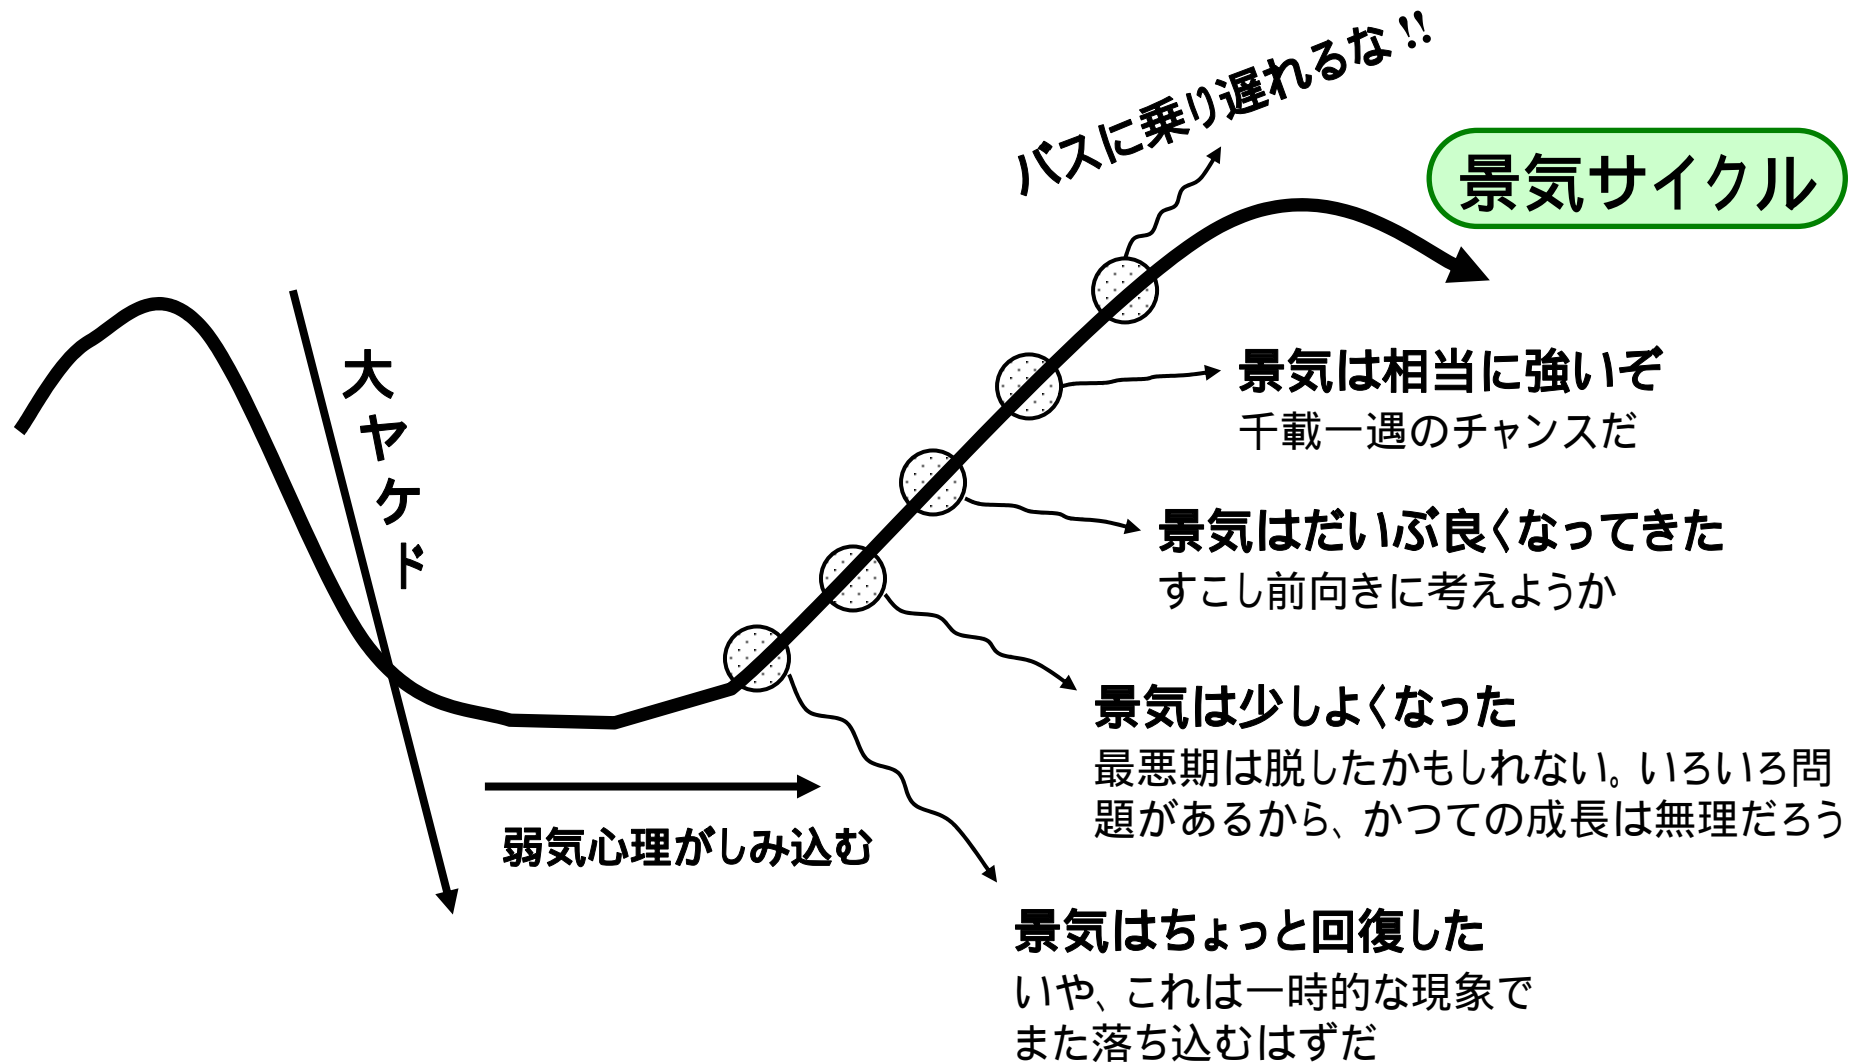 バスに乗り遅れるな!!
景気サイクル
大ヤケド
景気は相当に強いぞ
千載一遇のチャンスだ
景気はだいぶ良くなってきた
すこし前向きに考えようか
景気は少しよくなった
最悪期は脱したかもしれない。いろいろ問
題があるから、かつての成長は無理だろう
弱気心理がしみ込む
景気はちょっと回復した
いや、これは一時的な現象で
また落ち込むはずだ